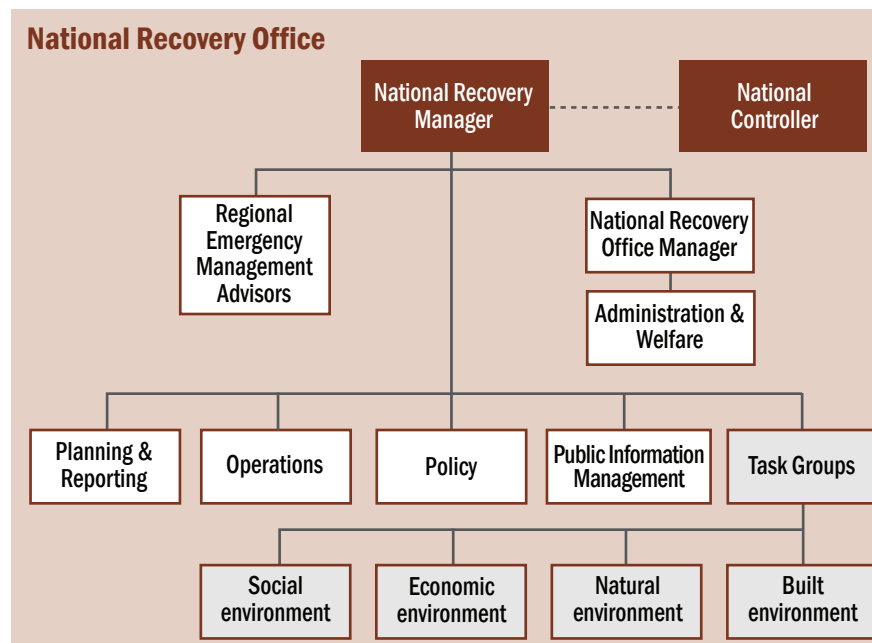 National Recovery Office
National Recovery
Manager
National
Controller
Regional
Emergency
Management
Advisors
National Recovery
Office Manager
Administration &
Welfare
Planning &
Reporting
Operations
Policy
Public Information
Management
Task Groups
Social
environment
Economic
environment
Natural
environment
Built
environment